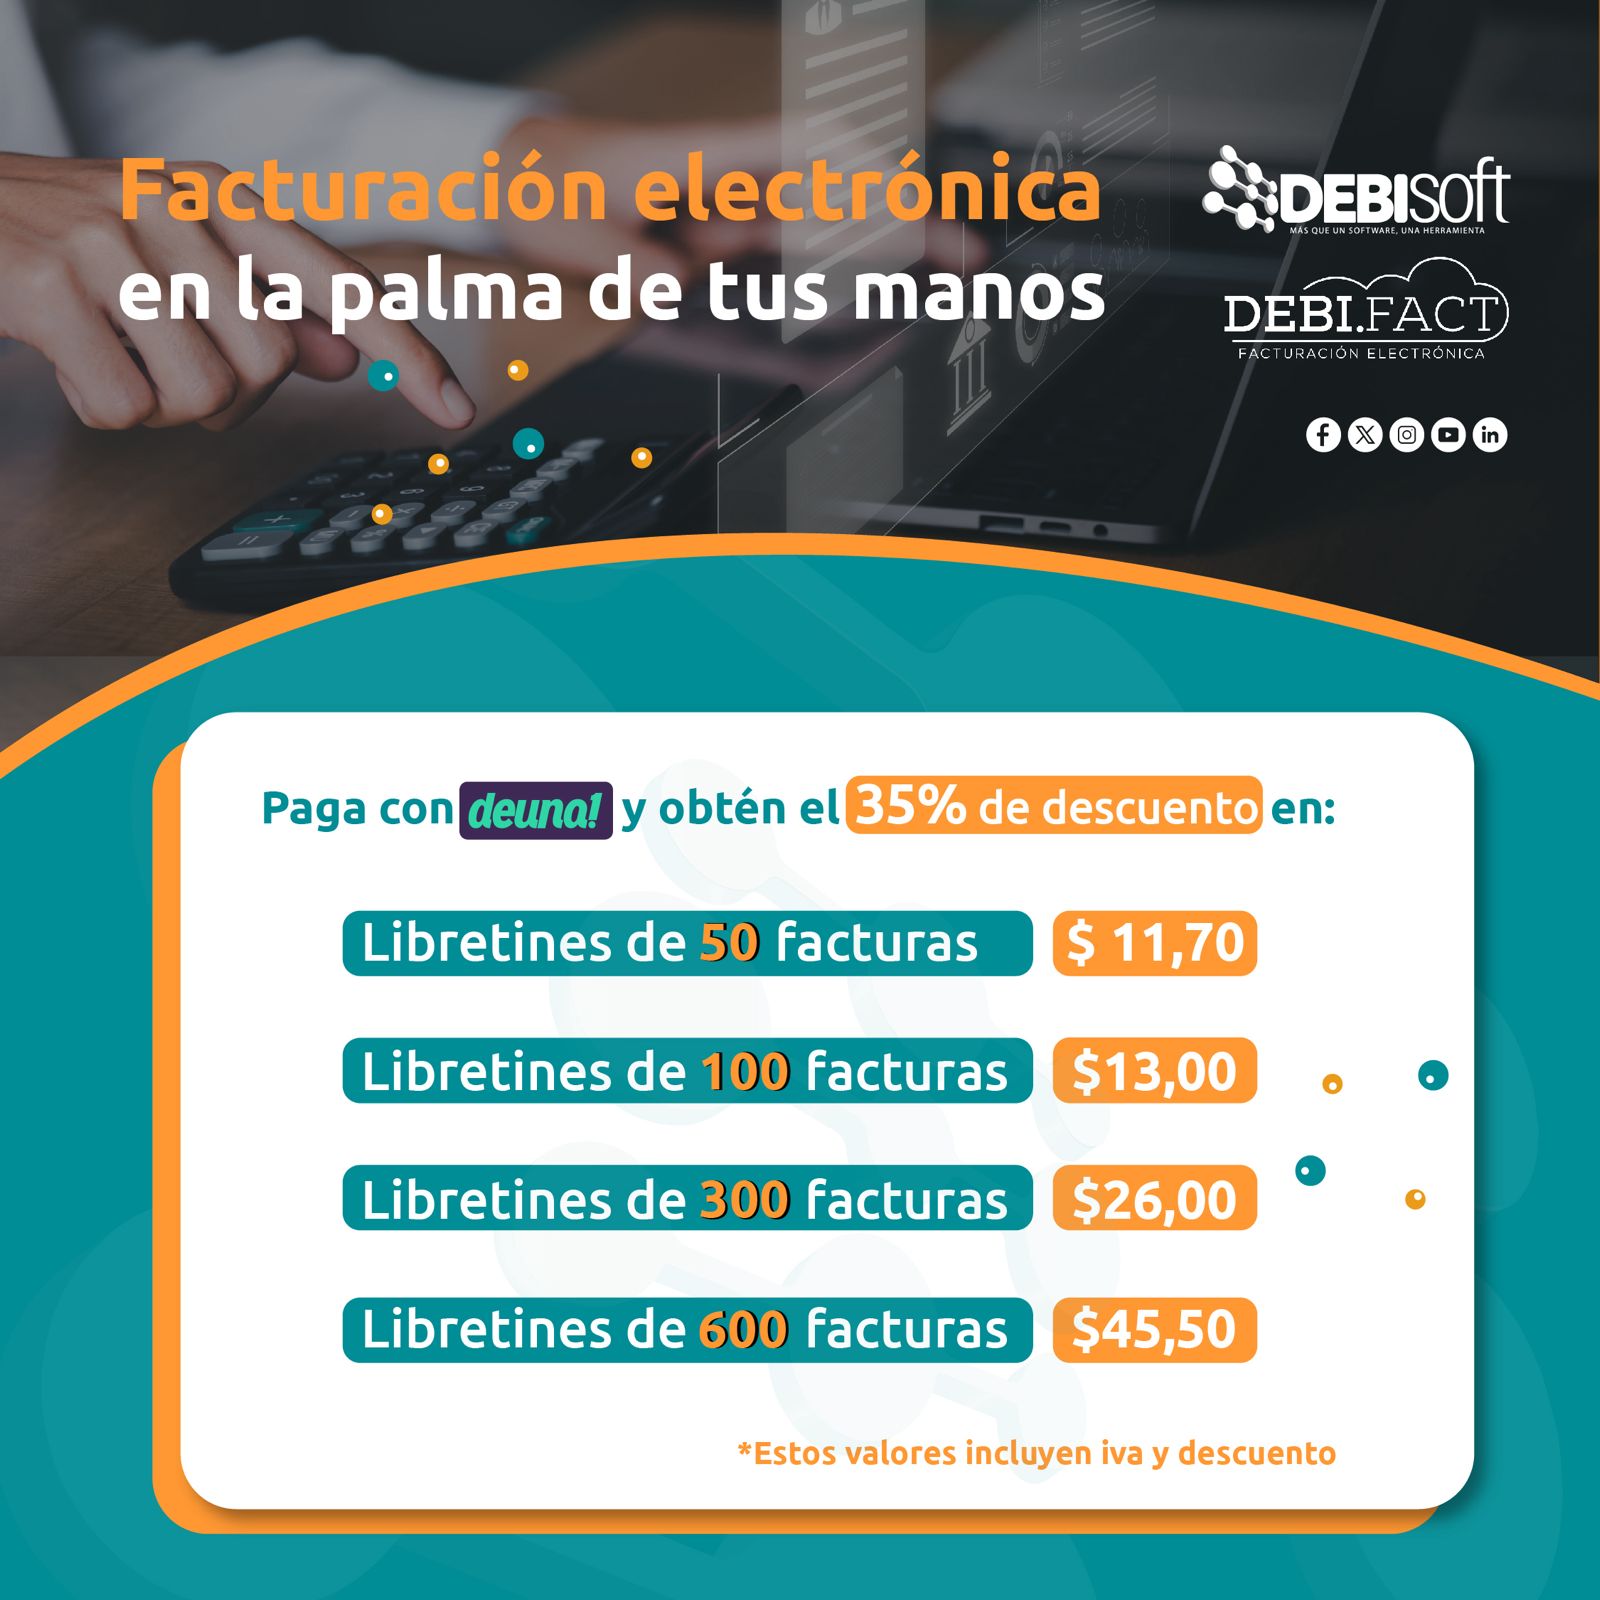 Facturación electrónica
en la palma de tus manos
DEBISoft
MÁS QUE UN SOFTWARE, UNA HERRAMIENTA
DEBI.FACT
FACTURACIÓN ELECTRÓNICA
Paga con deuna! y obtén el 35% de descuento en:
Libretines de 50 facturas $ 11,70
Libretines de 100 facturas $13,00
Libretines de 300 facturas $26,00
Libretines de 600 facturas $45,50
*Estos valores incluyen iva y descuento